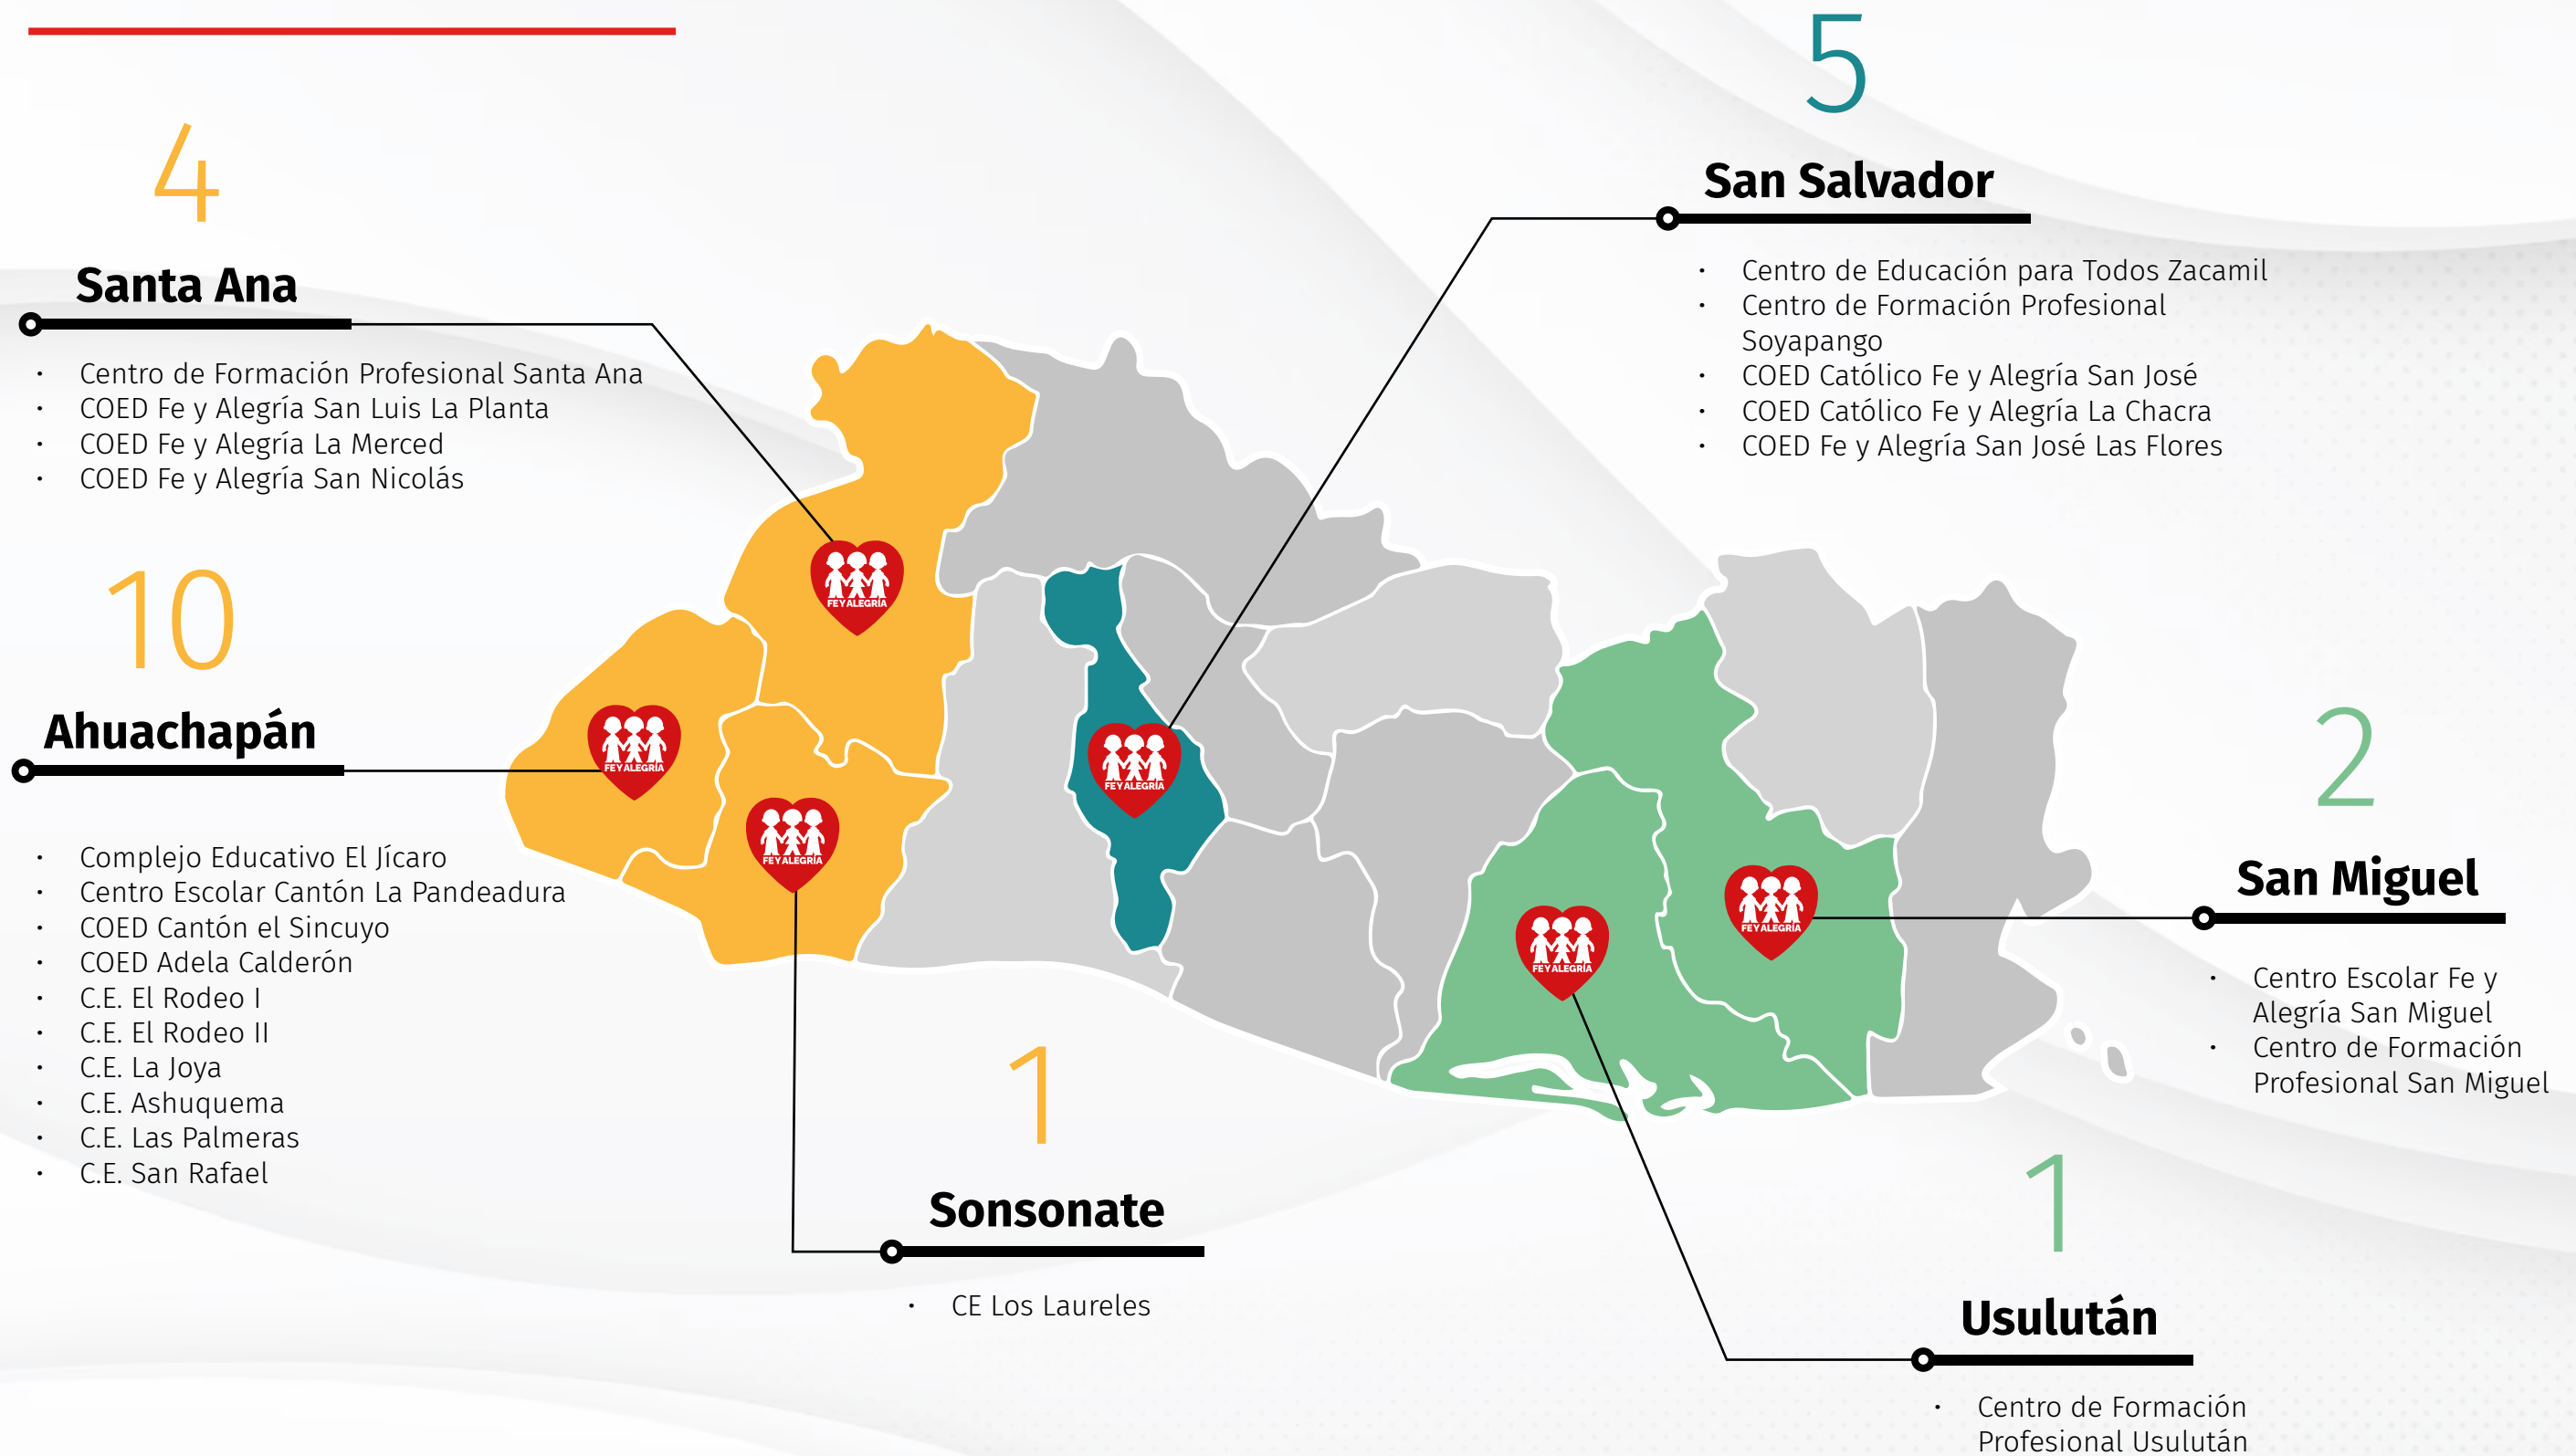 4
Santa Ana
• Centro de Formación Profesional Santa Ana
• COED Fe y Alegría San Luis La Planta
• COED Fe y Alegría La Merced
• COED Fe y Alegría San Nicolás
10
Ahuachapán
• Complejo Educativo El Jícaro
• Centro Escolar Cantón La Pandeadura
• COED Cantón el Sincuyo
• COED Adela Calderón
• C.E. El Rodeo I
• C.E. El Rodeo II
• C.E. La Joya
• C.E. Ashuquema
• C.E. Las Palmeras
• C.E. San Rafael
FE Y ALEGRÍA
FE Y ALEGRÍA
FE Y ALEGRÍA
FE Y ALEGRÍA
FE Y ALEGRÍA
FE Y ALEGRÍA
1
Sonsonate
• CE Los Laureles
5
San Salvador
• Centro de Educación para Todos Zacamil
• Centro de Formación Profesional
Soyapango
• COED Católico Fe y Alegría San José
• COED Católico Fe y Alegría La Chacra
• COED Fe y Alegría San José Las Flores
2
San Miguel
• Centro Escolar Fe y
Alegría San Miguel
• Centro de Formación
Profesional San Miguel
1
Usulután
• Centro de Formación
Profesional Usulután